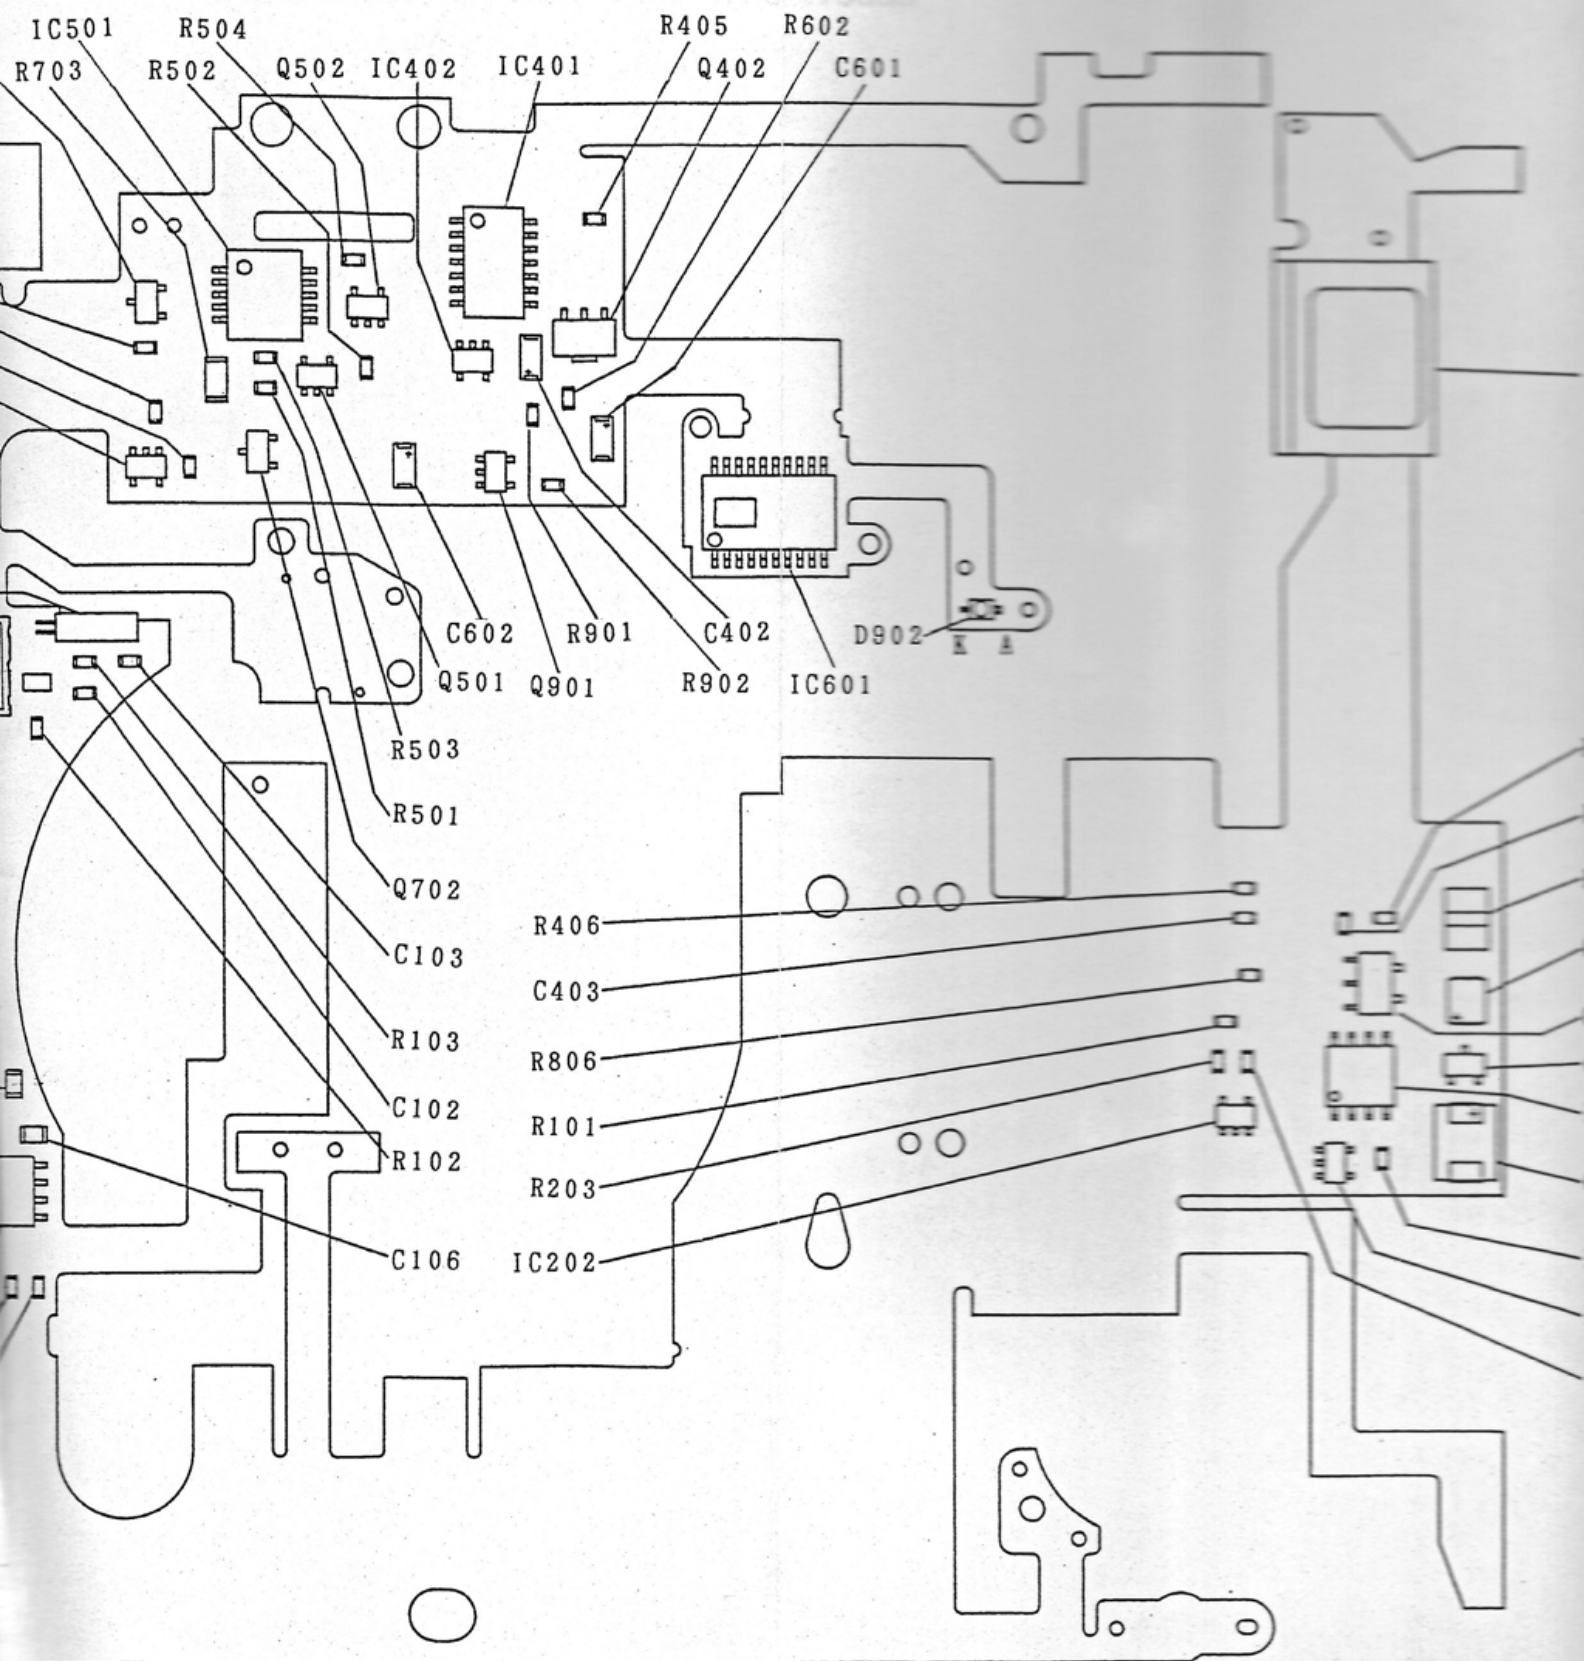 IC501 R504 R405 R602
R703 R502 Q502 IC402 IC401 Q402 C601
C602 R901 C402 D902
K A
Q501 Q901 R902 IC601
R503
R501
Q702
R406
C103
C403
R103
R806
C102
R101
R102
R203
C106 IC202